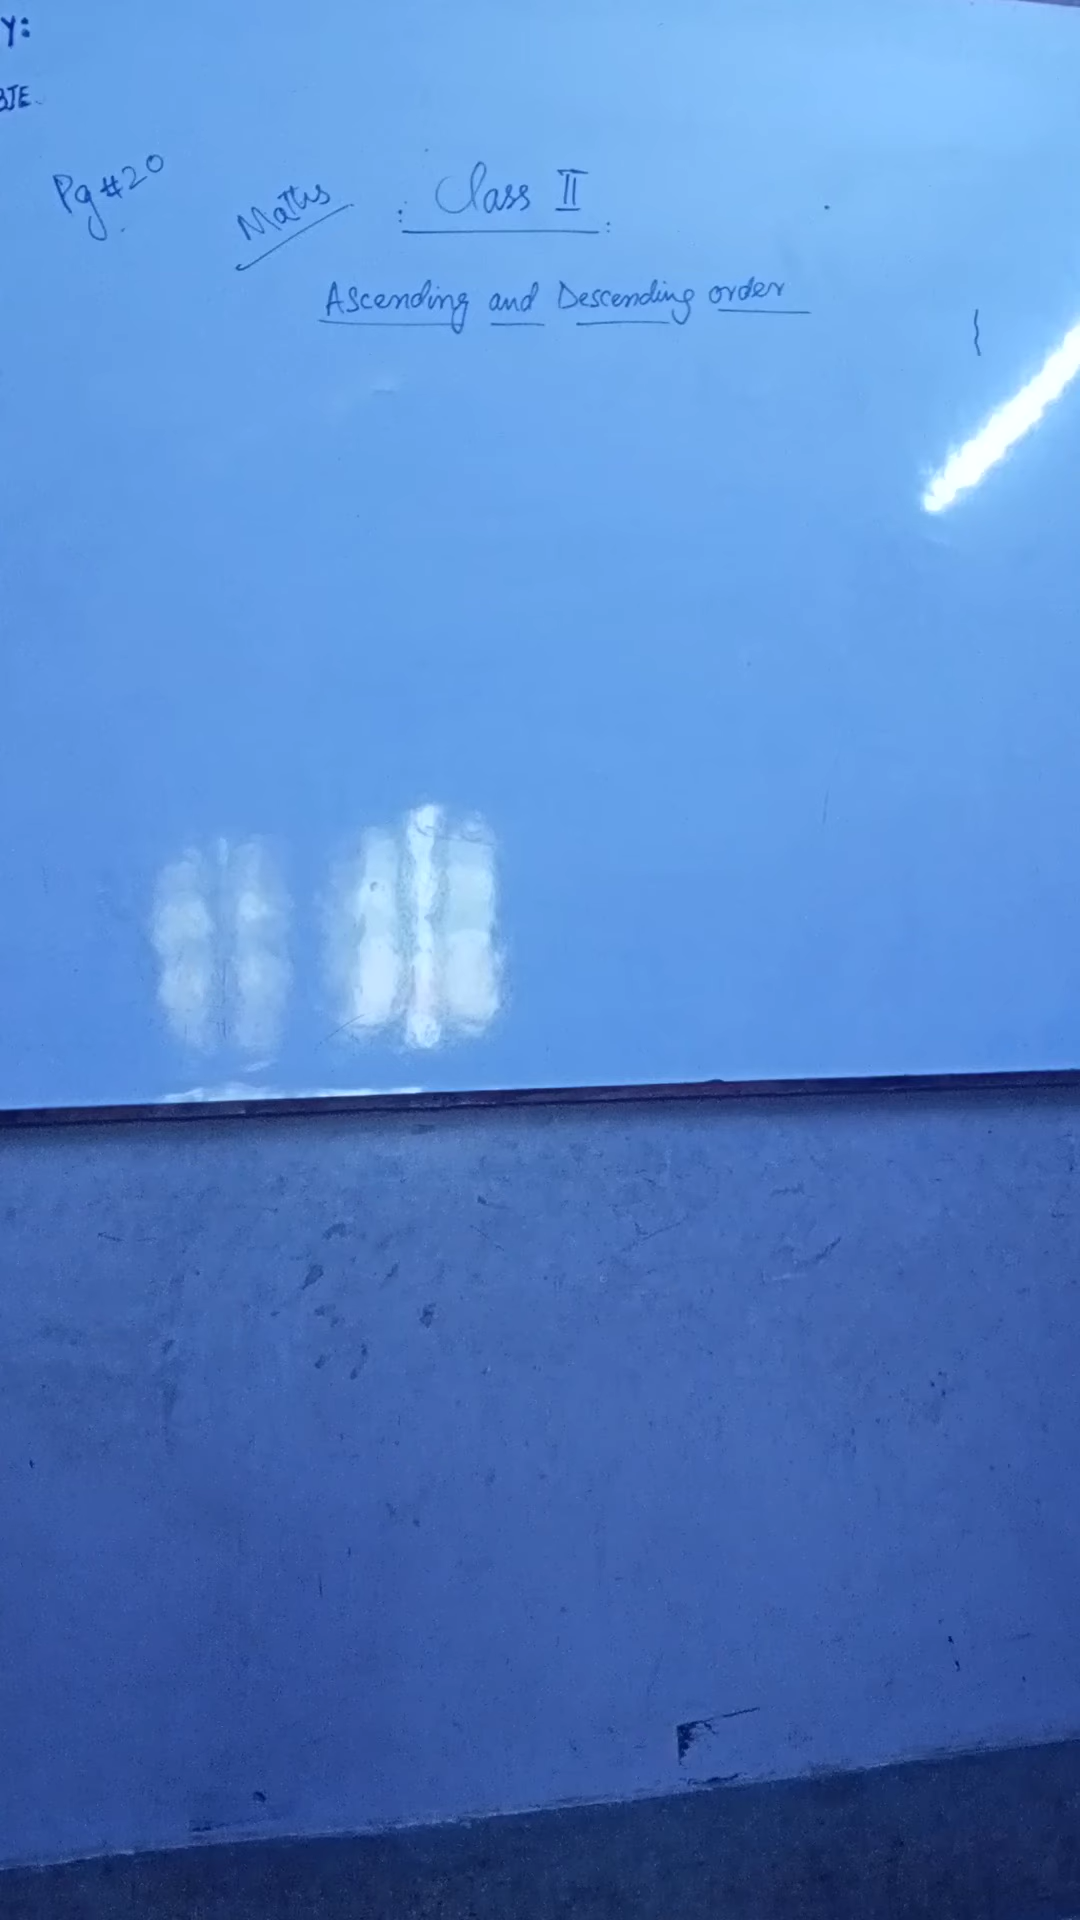 Y:
BJE
Pg #20
Maths
: Class II :
Ascending and Descending order